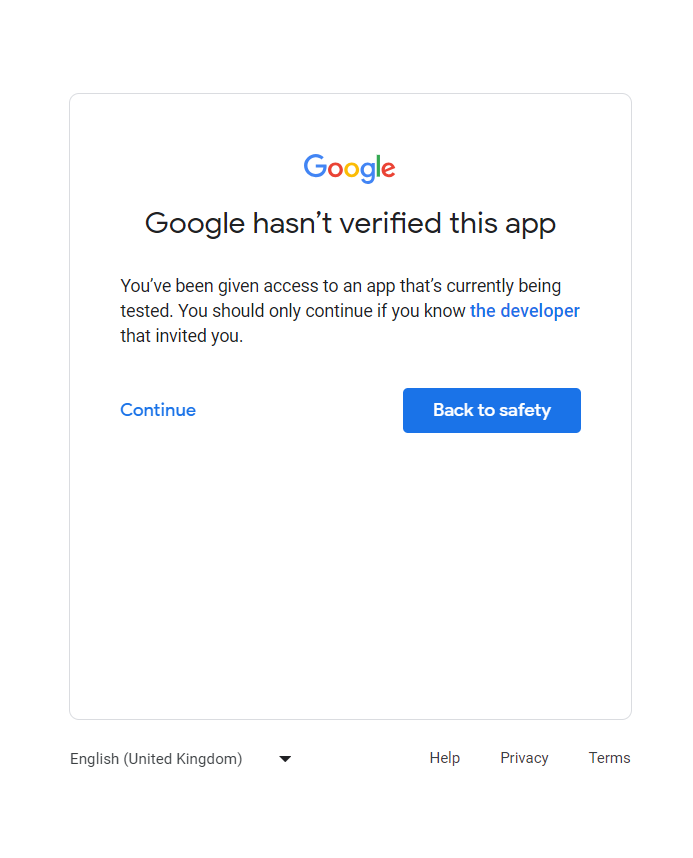 Google
Google hasn’t verified this app
You’ve been given access to an app that’s currently being
tested. You should only continue if you know the developer
that invited you.
Continue
Back to safety
English (United Kingdom)
Help
Privacy
Terms